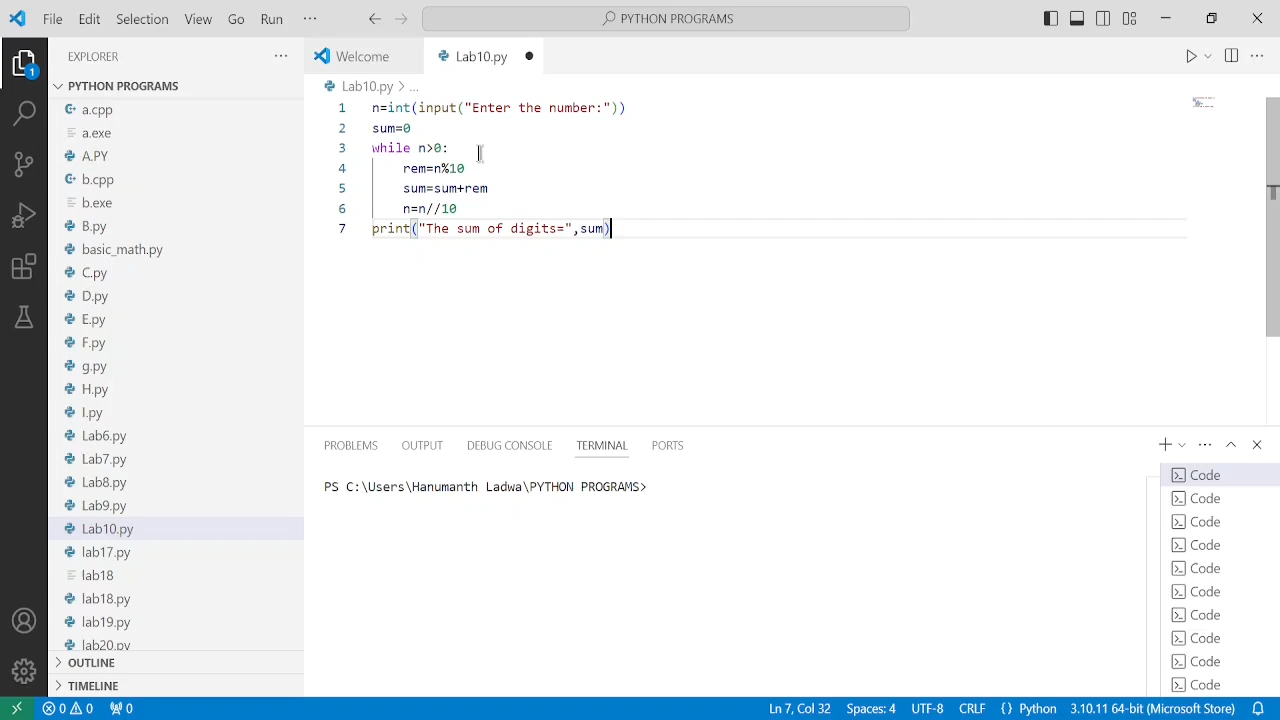 File Edit Selection View Go Run ··· PYTHON PROGRAMS
EXPLORER ···
Welcome Lab10.py
PYTHON PROGRAMS
Lab10.py > ...
a.cpp
a.exe
A.PY
b.cpp
b.exe
B.py
basic_math.py
C.py
D.py
E.py
F.py
g.py
H.py
I.py
Lab6.py
Lab7.py
Lab8.py
Lab9.py
Lab10.py
lab17.py
lab18
lab18.py
lab19.py
lab20.py
OUTLINE
TIMELINE
1
1 n=int(input("Enter the number:"))
2 sum=0
3 while n>0:
4 rem=n%10
5 sum=sum+rem
6 n=n//10
7 print("The sum of digits=",sum)
PROBLEMS OUTPUT DEBUG CONSOLE TERMINAL PORTS
PS C:\Users\Hanumanth Ladwa\PYTHON PROGRAMS>
Code
Code
Code
Code
Code
Code
Code
Code
Code
Code
0 0 0 Ln 7, Col 32 Spaces: 4 UTF-8 CRLF {} Python 3.10.11 64-bit (Microsoft Store)